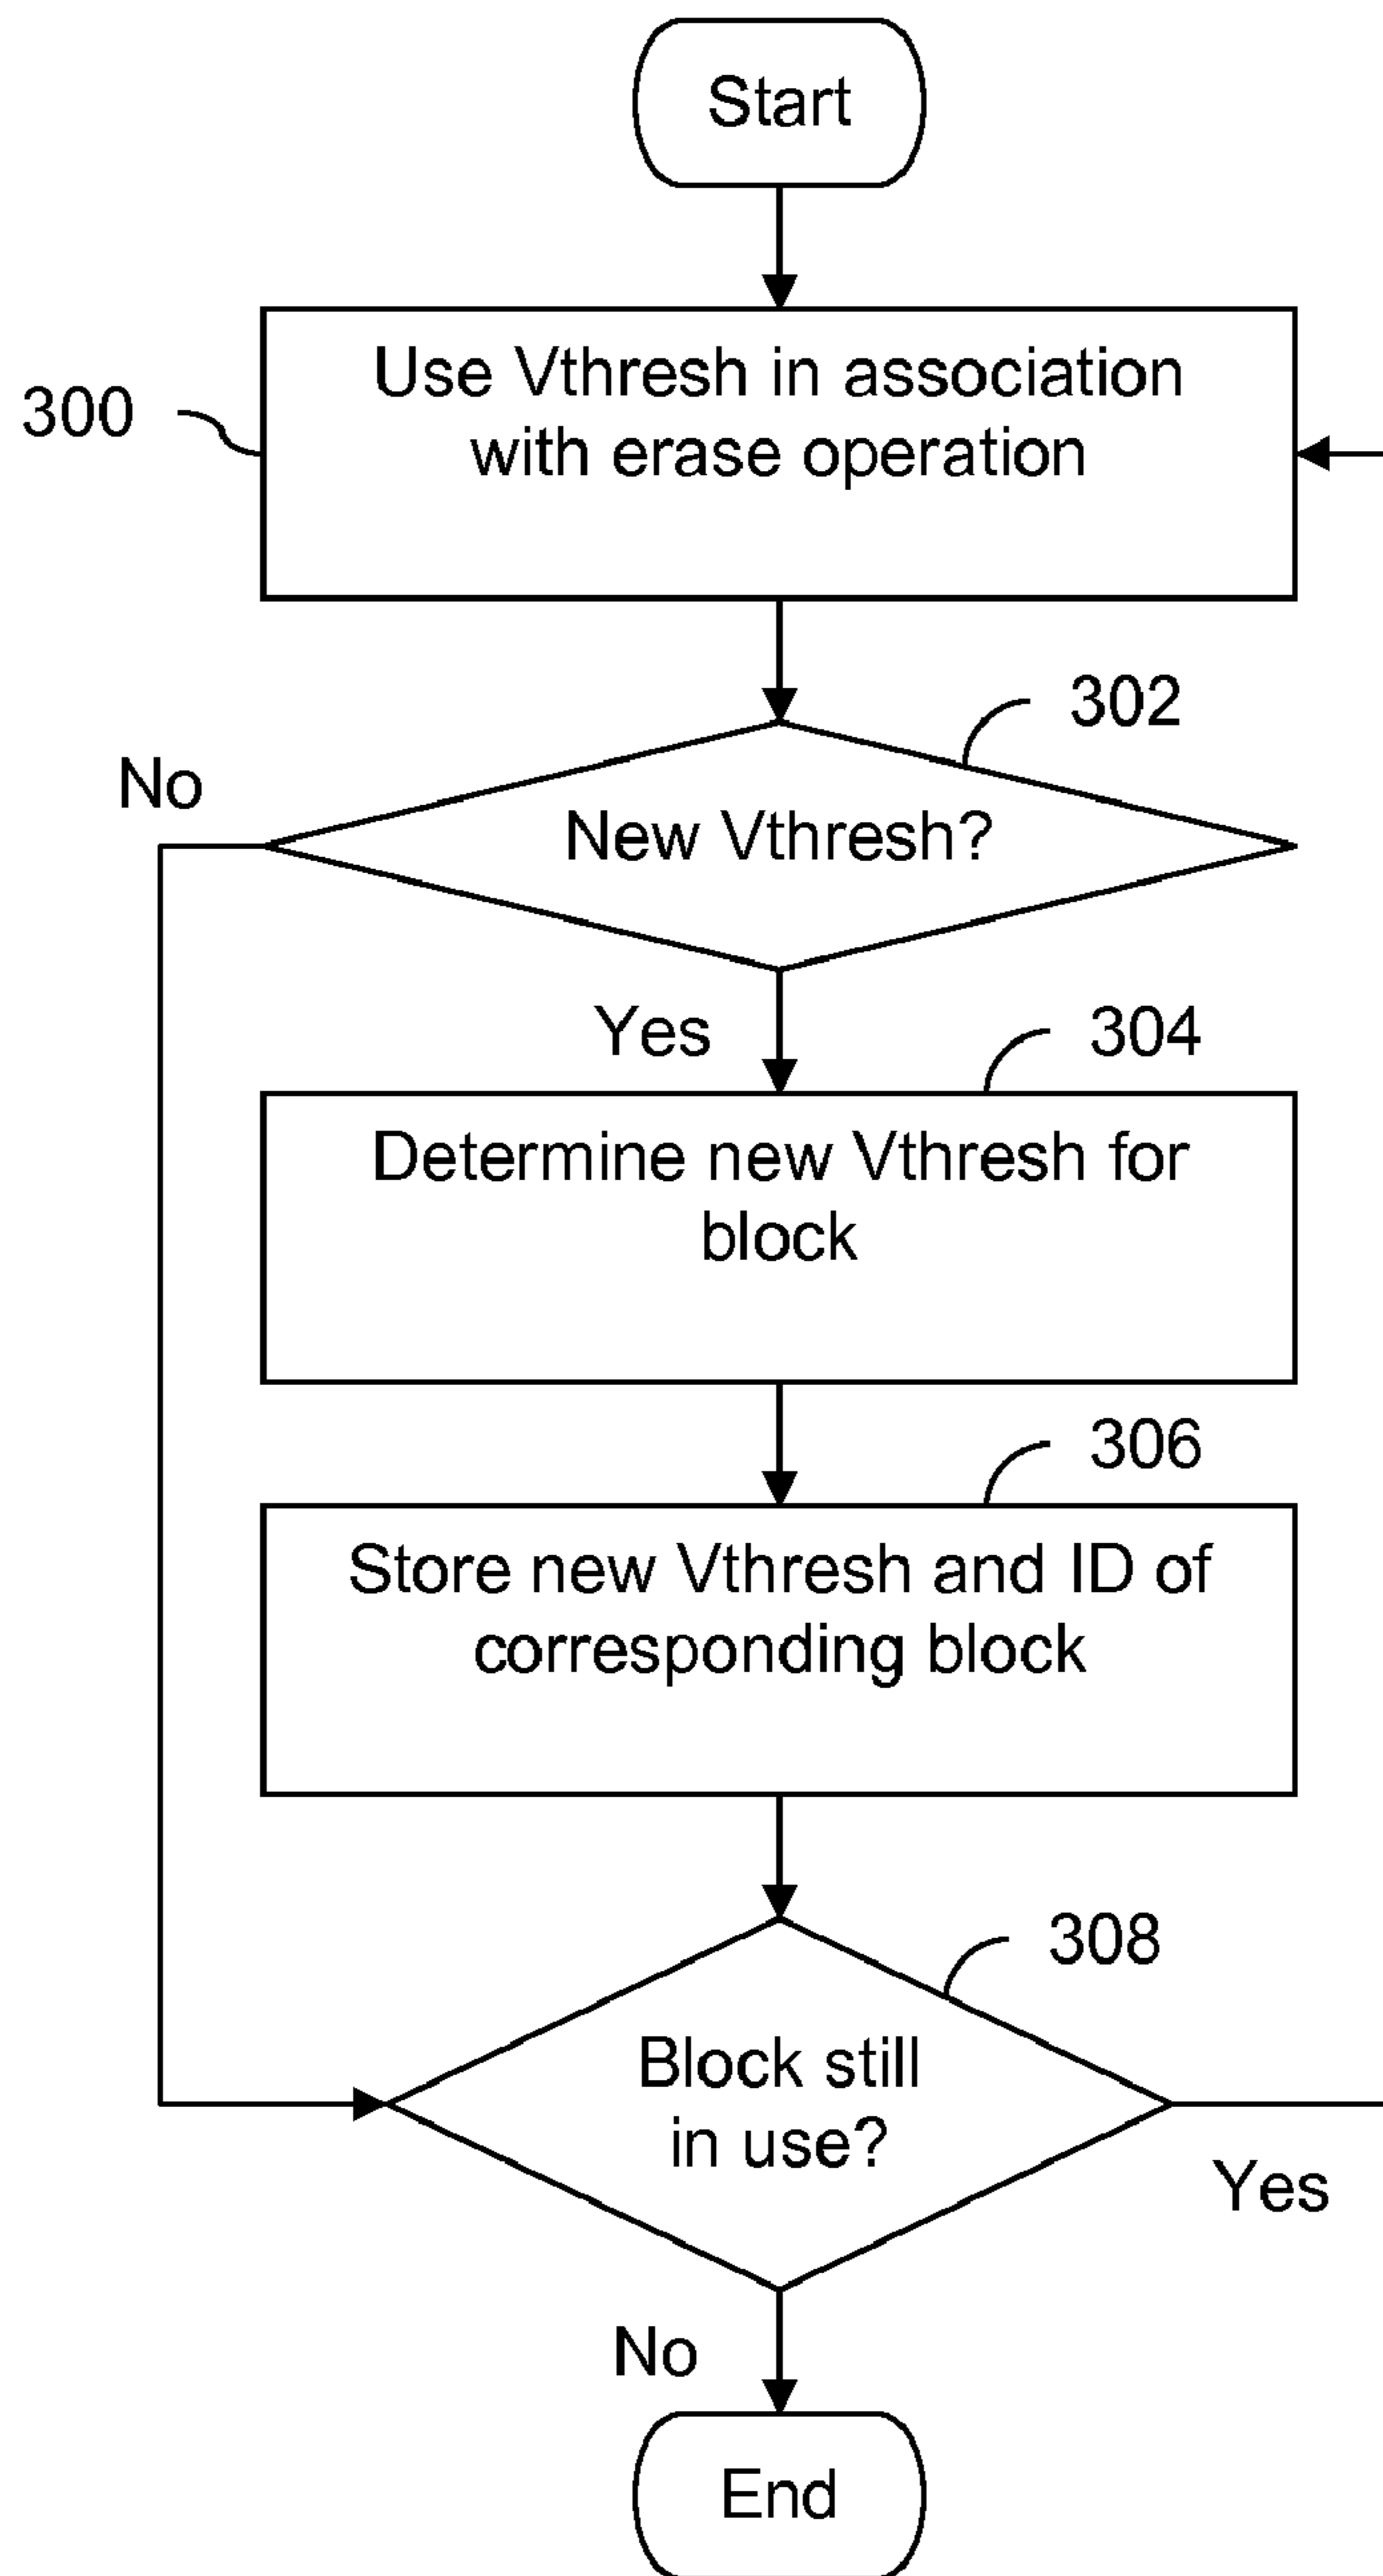 Start
Use Vthresh in association
with erase operation
300
302
No
New Vthresh?
Yes
304
Determine new Vthresh for
block
306
Store new Vthresh and ID of
corresponding block
308
Block still
in use?
Yes
No
End